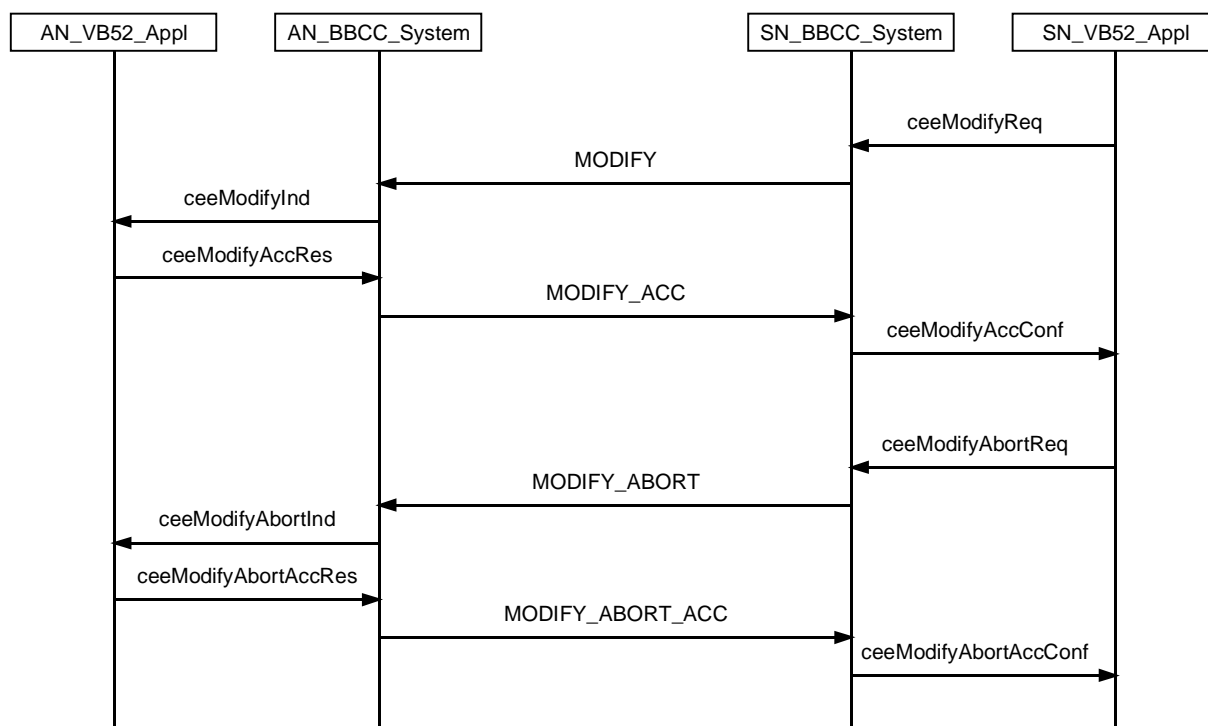 AN_VB52_Appl
AN_BBCC_System
SN_BBCC_System
SN_VB52_Appl
ceeModifyReq
MODIFY
ceeModifyInd
ceeModifyAccRes
MODIFY_ACC
ceeModifyAccConf
ceeModifyAbortReq
MODIFY_ABORT
ceeModifyAbortInd
ceeModifyAbortAccRes
MODIFY_ABORT_ACC
ceeModifyAbortAccConf